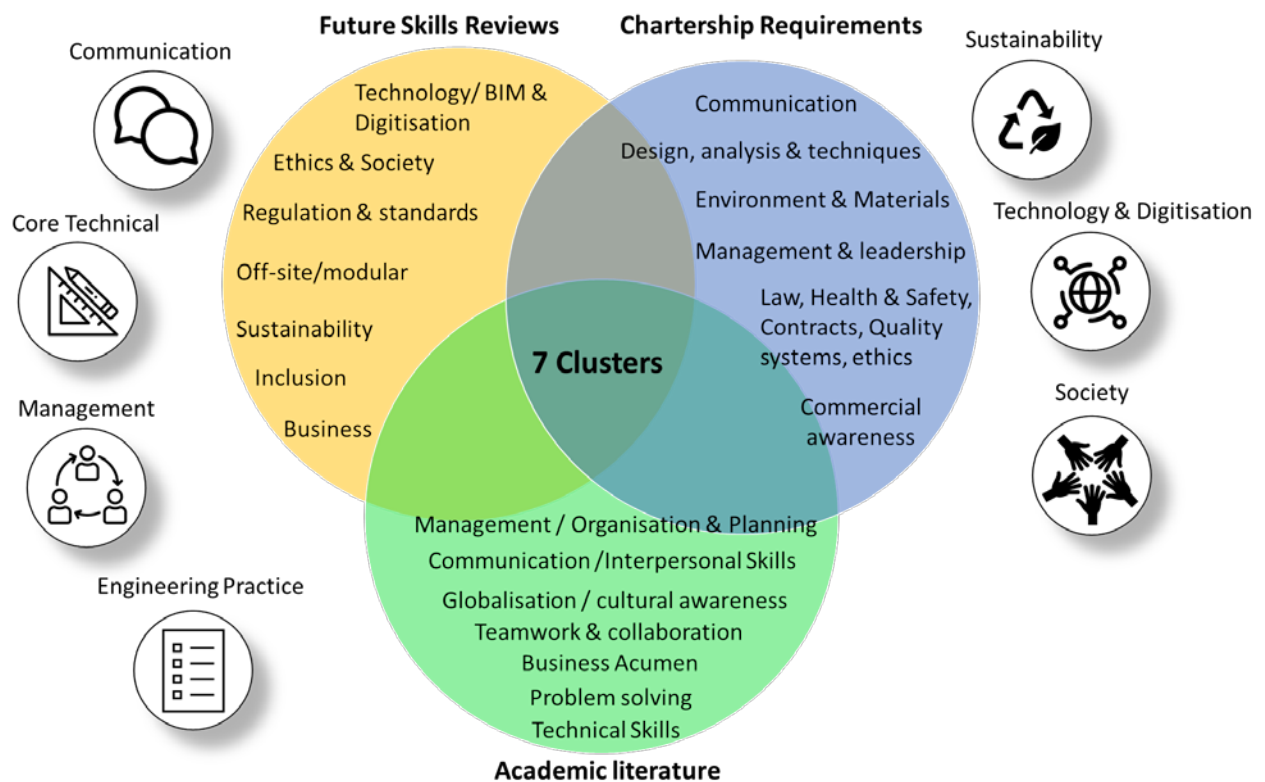 Future Skills Reviews
Chartership Requirements
Communication
Core Technical
Management
Engineering Practice
Technology/ BIM &
Digitisation
Ethics & Society
Regulation & standards
Off-site/modular
Sustainability
Inclusion
Business
7 Clusters
Communication
Design, analysis & techniques
Environment & Materials
Management & leadership
Law, Health & Safety,
Contracts, Quality
systems, ethics
Commercial
awareness
Management / Organisation & Planning
Communication /Interpersonal Skills
Globalisation / cultural awareness
Teamwork & collaboration
Business Acumen
Problem solving
Technical Skills
Academic literature
Sustainability
Technology & Digitisation
Society